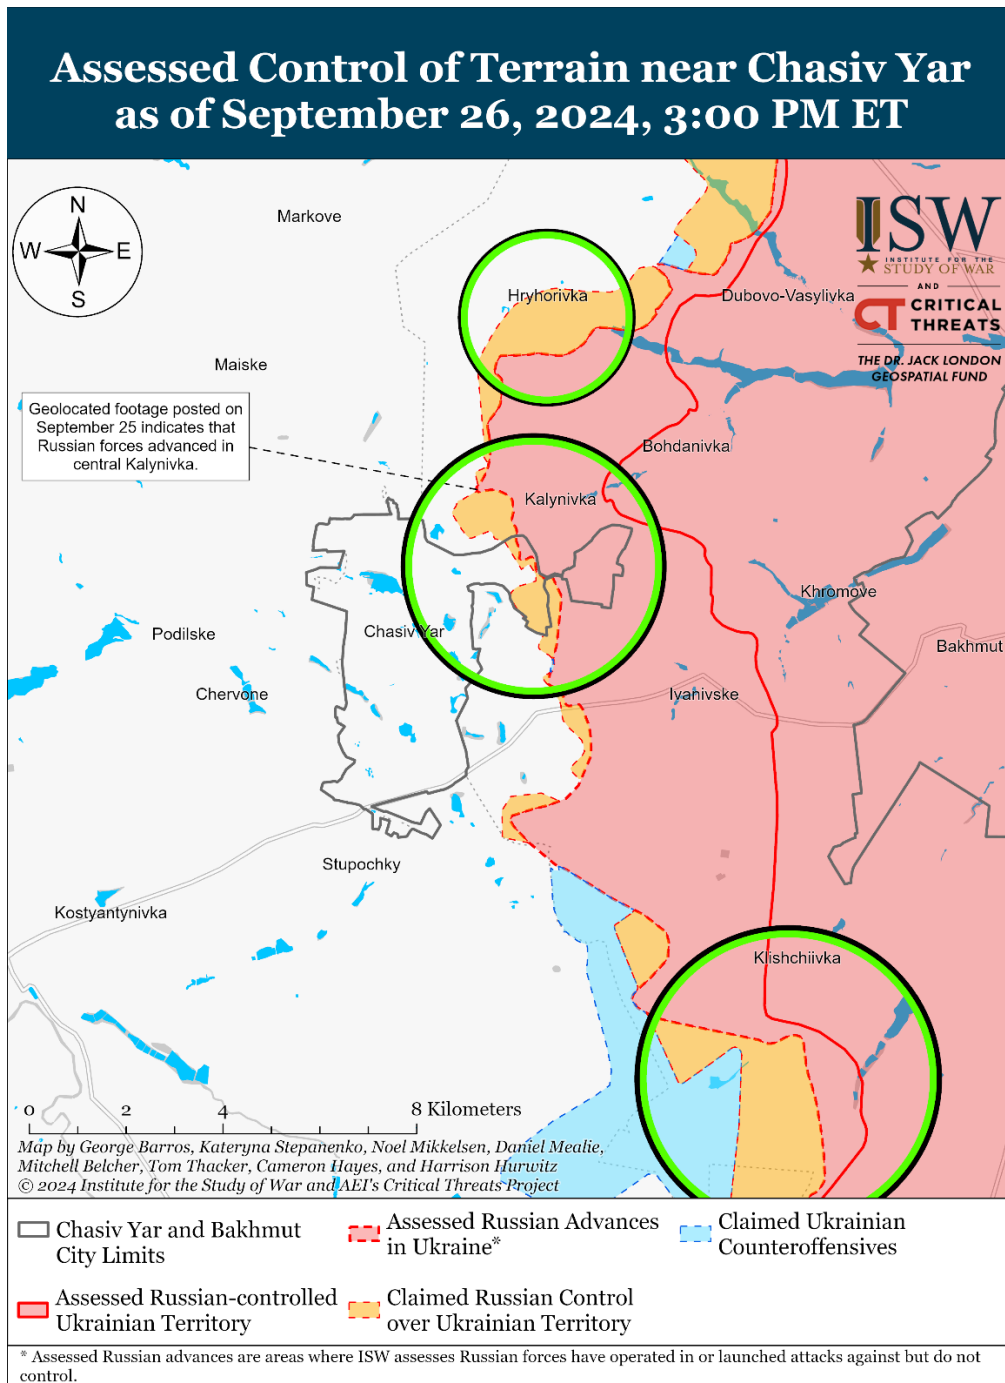 Assessed Control of Terrain near Chasiv Yar
as of September 26, 2024, 3:00 PM ET
N
W
E
S
Markove
ISW
INSTITUTE FOR THE
STUDY OF WAR
AND
CT CRITICAL
THREATS
THE DR. JACK LONDON
GEOSPATIAL FUND
Hryhorivka
Dubovo-Vasylivka
Maiske
Geolocated footage posted on
September 25 indicates that
Russian forces advanced in
central Kalynivka.
Bohdanivka
Kalynivka
Khromove
Podilske
Chasiv Yar
Bakhmut
Chervone
Ivanivske
Stupochky
Kostyantynivka
Klishchiivka
0 2 4 8 Kilometers
Map by George Barros, Kateryna Stepanenko, Noel Mikkelsen, Daniel Mealie,
Mitchell Belcher, Tom Thacker, Cameron Hayes, and Harrison Hurwitz
© 2024 Institute for the Study of War and AEI's Critical Threats Project
Chasiv Yar and Bakhmut
City Limits
Assessed Russian Advances
in Ukraine*
Claimed Ukrainian
Counteroffensives
Assessed Russian-controlled
Ukrainian Territory
Claimed Russian Control
over Ukrainian Territory
* Assessed Russian advances are areas where ISW assesses Russian forces have operated in or launched attacks against but do not
control.